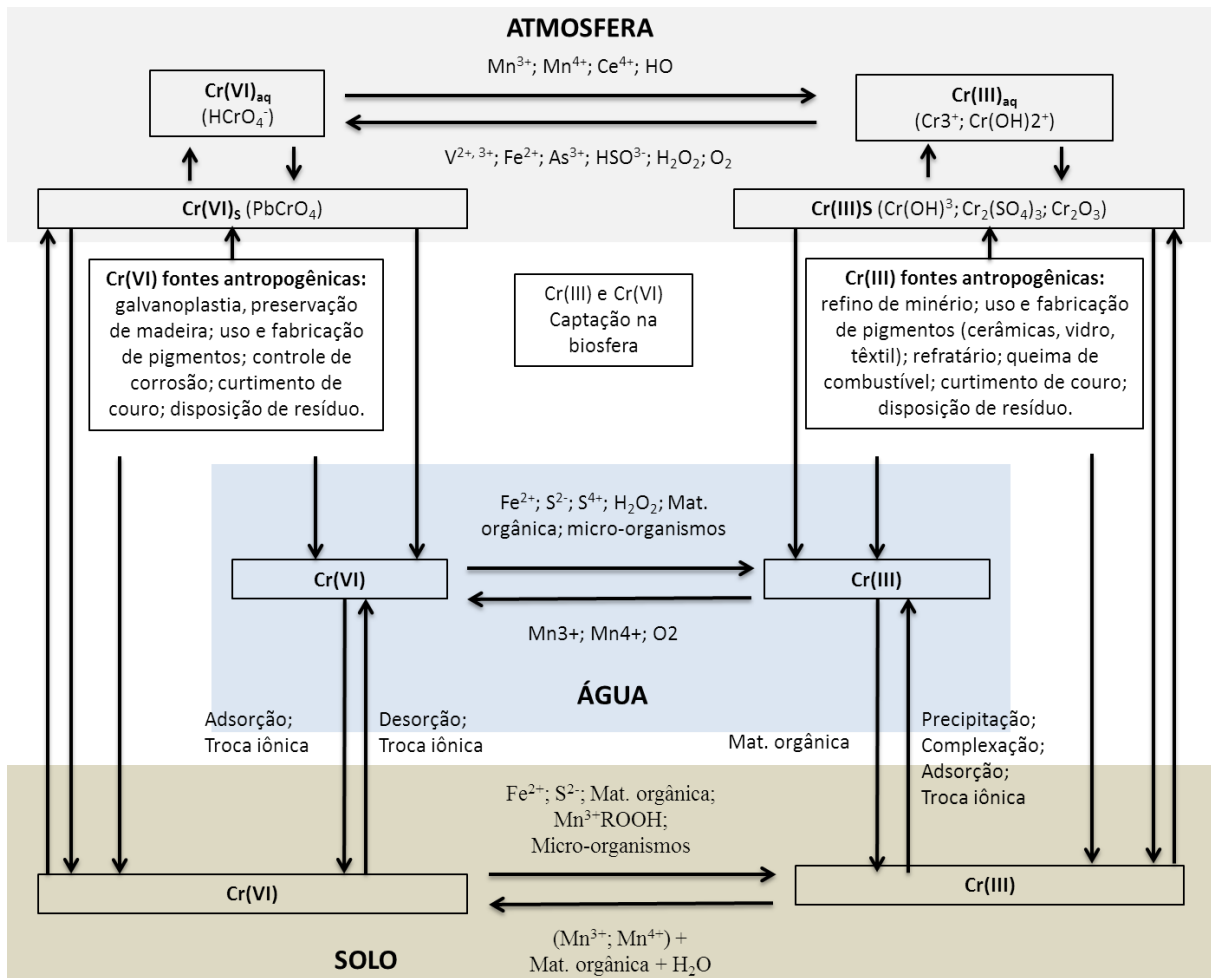 ATMOSFERA
Mn³⁺; Mn⁴⁺; Ce⁴⁺; HO
Cr(VI)aq
(HCrO₄⁻)
Cr(III)aq
(Cr3⁺; Cr(OH)2⁺)
V²⁺˒ ³⁺; Fe²⁺; As³⁺; HSO³⁻; H₂O₂; O₂
Cr(VI)S (PbCrO₄)
Cr(III)S (Cr(OH)³; Cr₂(SO₄)₃; Cr₂O₃)
Cr(VI) fontes antropogênicas:
galvanoplastia, preservação
de madeira; uso e fabricação
de pigmentos; controle de
corrosão; curtimento de
couro; disposição de resíduo.
Cr(III) e Cr(VI)
Captação na
biosfera
Cr(III) fontes antropogênicas:
refino de minério; uso e fabricação
de pigmentos (cerâmicas, vidro,
têxtil); refratário; queima de
combustível; curtimento de couro;
disposição de resíduo.
Fe²⁺; S²⁻; S⁴⁺; H₂O₂; Mat.
orgânica; micro-organismos
Cr(VI)
Cr(III)
Mn3+; Mn4+; O2
ÁGUA
Adsorção;
Troca iônica
Desorção;
Troca iônica
Mat. orgânica
Precipitação;
Complexação;
Adsorção;
Troca iônica
Fe²⁺; S²⁻; Mat. orgânica;
Mn³⁺ROOH;
Micro-organismos
Cr(VI)
Cr(III)
(Mn³⁺; Mn⁴⁺) +
Mat. orgânica + H₂O
SOLO